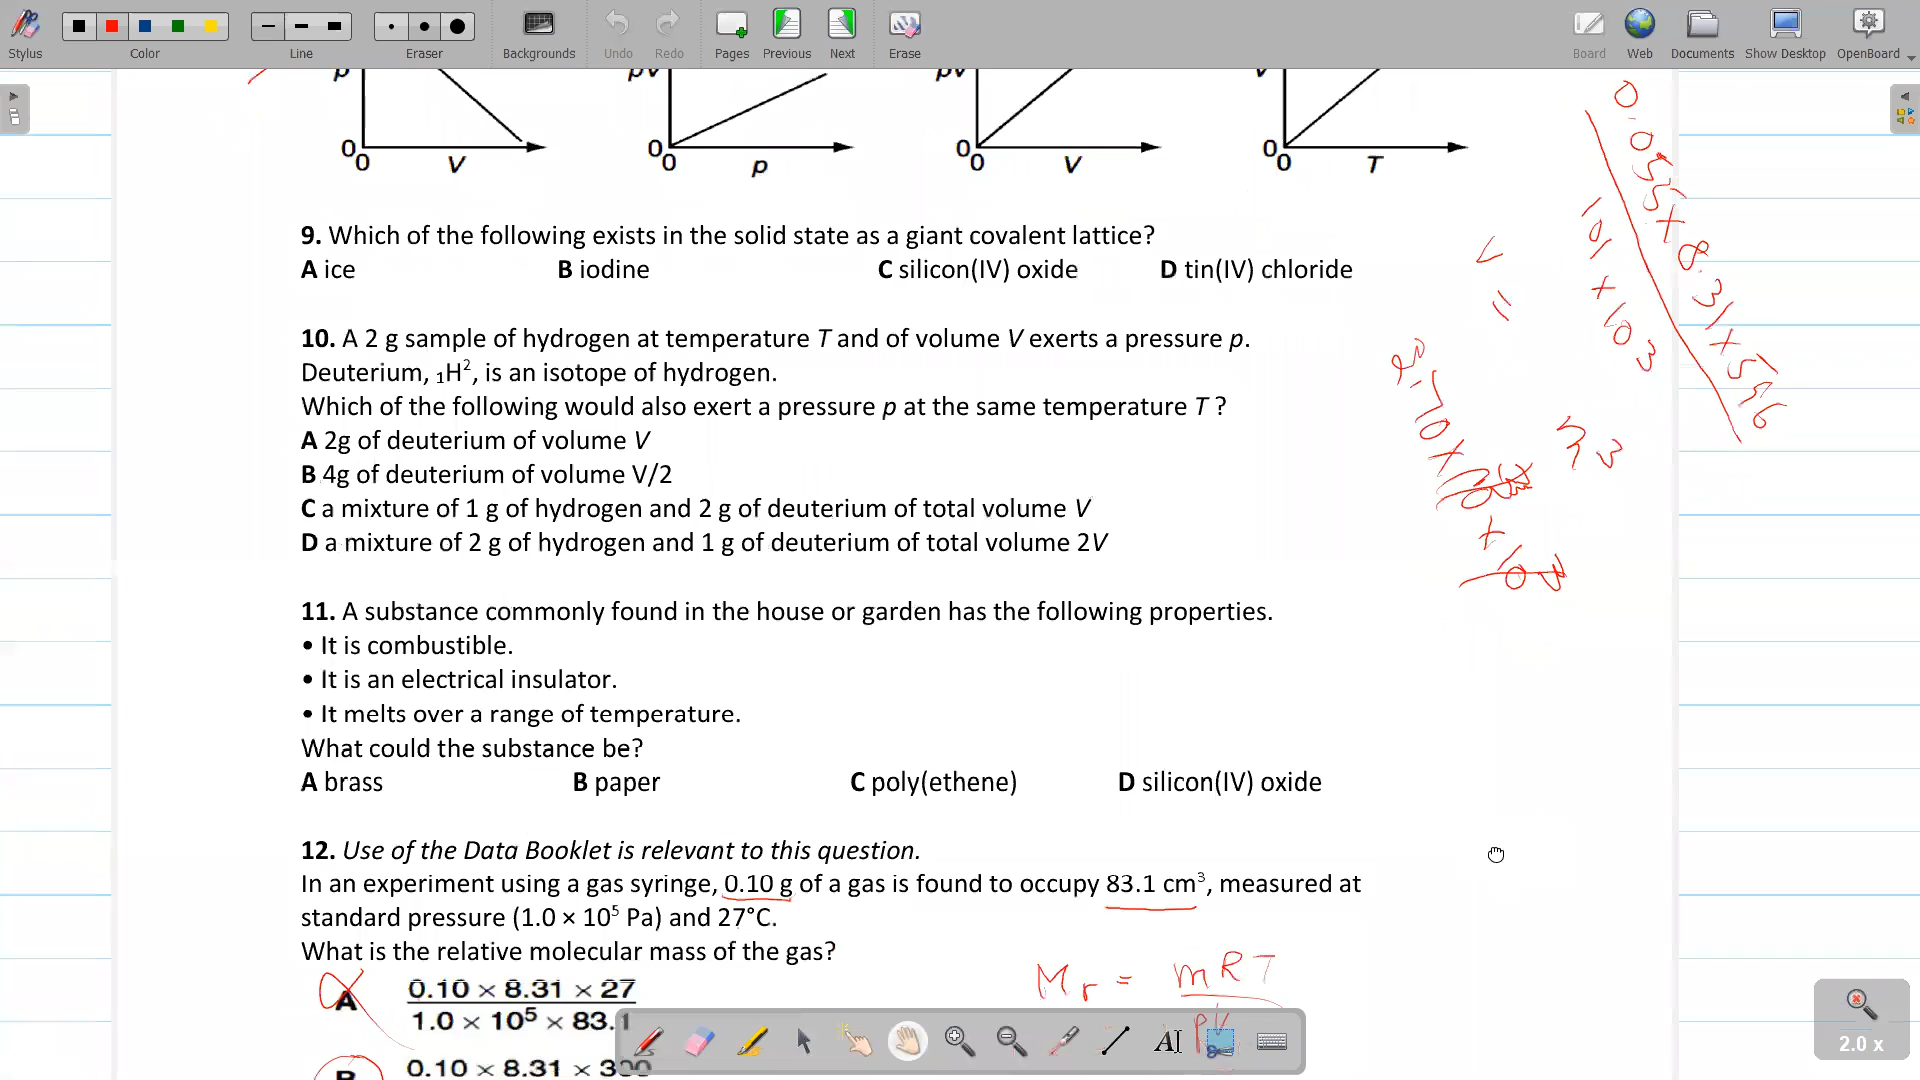 Stylus Color Line Eraser Backgrounds Undo Redo Pages Previous Next Erase Board Web Documents Show Desktop OpenBoard
p pV pV V
0 0 0 0
0 V 0 p 0 V 0 T
9. Which of the following exists in the solid state as a giant covalent lattice?
A ice B iodine C silicon(IV) oxide D tin(IV) chloride
10. A 2 g sample of hydrogen at temperature T and of volume V exerts a pressure p.
Deuterium, ₁H², is an isotope of hydrogen.
Which of the following would also exert a pressure p at the same temperature T ?
A 2g of deuterium of volume V
B 4g of deuterium of volume V/2
C a mixture of 1 g of hydrogen and 2 g of deuterium of total volume V
D a mixture of 2 g of hydrogen and 1 g of deuterium of total volume 2V
11. A substance commonly found in the house or garden has the following properties.
• It is combustible.
• It is an electrical insulator.
• It melts over a range of temperature.
What could the substance be?
A brass B paper C poly(ethene) D silicon(IV) oxide
12. Use of the Data Booklet is relevant to this question.
In an experiment using a gas syringe, 0.10 g of a gas is found to occupy 83.1 cm³, measured at
standard pressure (1.0 × 10⁵ Pa) and 27°C.
What is the relative molecular mass of the gas?
A 0.10 × 8.31 × 27
1.0 × 10⁵ × 83.1
B 0.10 × 8.31 × 300
Mr = mRT
PV
0.055 x 8.31 x 596
101 x 103
V =
2.0 x